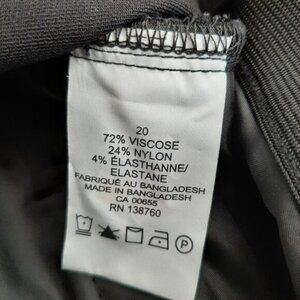 20
72% VISCOSE
24% NYLON
4% ÉLASTHANNE/
ELASTANE
FABRIQUÉ AU BANGLADESH
MADE IN BANGLADESH
CA 00655
RN 138760
P